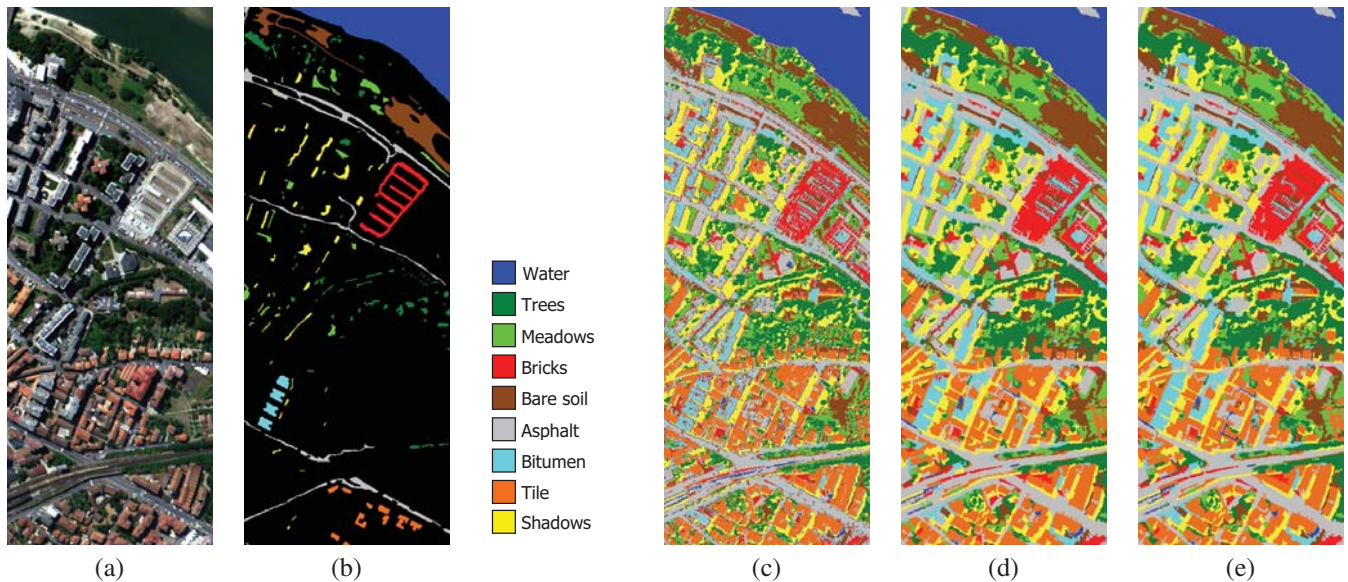 Water
Trees
Meadows
Bricks
Bare soil
Asphalt
Bitumen
Tile
Shadows
(a)
(b)
(c)
(d)
(e)